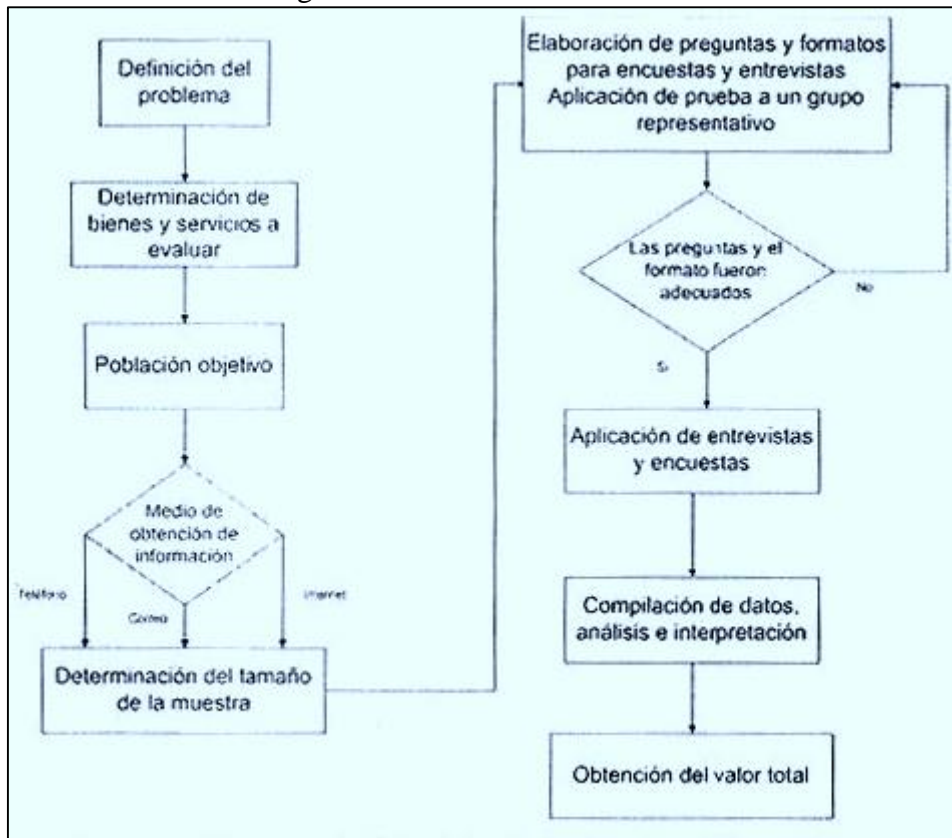 Definición del
problema
Determinación de
bienes y servicios a
evaluar
Población objetivo
Medio de
obtención de
información
Teléfono
Correo
Internet
Determinación del tamaño
de la muestra
Elaboración de preguntas y formatos
para encuestas y entrevistas
Aplicación de prueba a un grupo
representativo
Las preguntas y el
formato fueron
adecuados
No
Si
Aplicación de entrevistas
y encuestas
Compilación de datos,
análisis e interpretación
Obtención del valor total